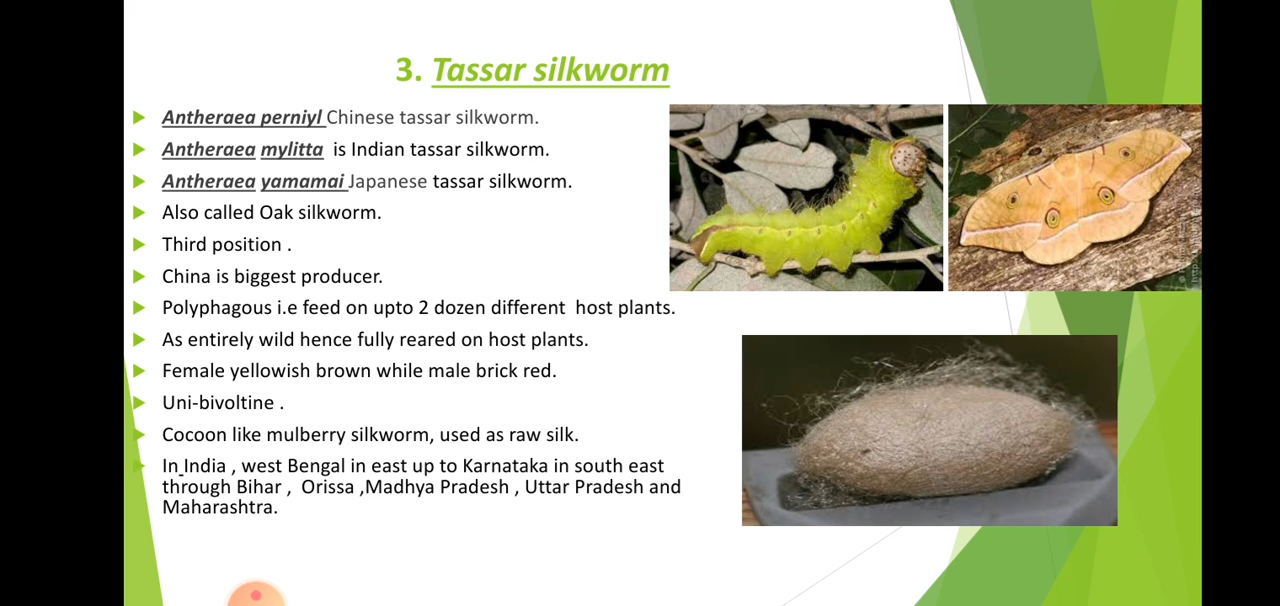 3. Tassar silkworm
Antheraea perniyl Chinese tassar silkworm.
Antheraea mylitta is Indian tassar silkworm.
Antheraea yamamai Japanese tassar silkworm.
Also called Oak silkworm.
Third position .
China is biggest producer.
Polyphagous i.e feed on upto 2 dozen different host plants.
As entirely wild hence fully reared on host plants.
Female yellowish brown while male brick red.
Uni-bivoltine .
Cocoon like mulberry silkworm, used as raw silk.
In India , west Bengal in east up to Karnataka in south east
through Bihar , Orissa ,Madhya Pradesh , Uttar Pradesh and
Maharashtra.